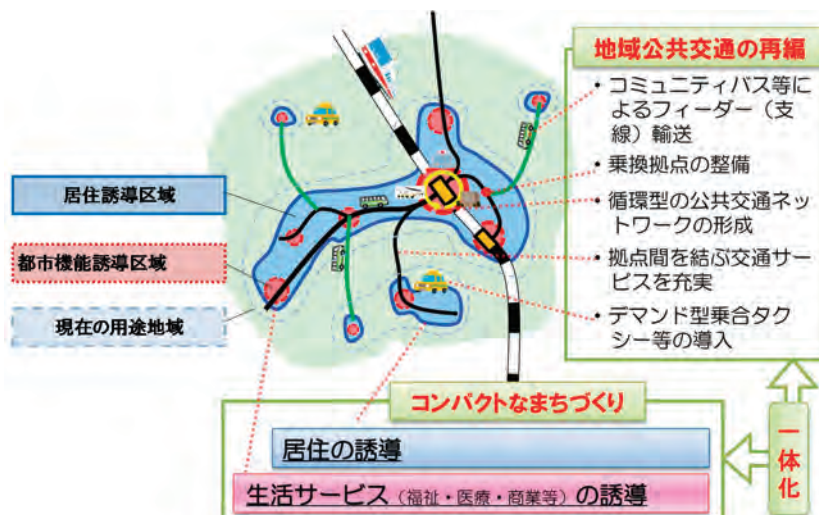 地域公共交通の再編
・コミュニティバス等
によるフィーダー（支
線）輸送
・乗換拠点の整備
・循環型の公共交通ネッ
トワークの形成
・拠点間を結ぶ交通サー
ビスを充実
・デマンド型乗合タク
シー等の導入
居住誘導区域
都市機能誘導区域
現在の用途地域
コンパクトなまちづくり
居住の誘導
生活サービス（福祉・医療・商業等）の誘導
一体化